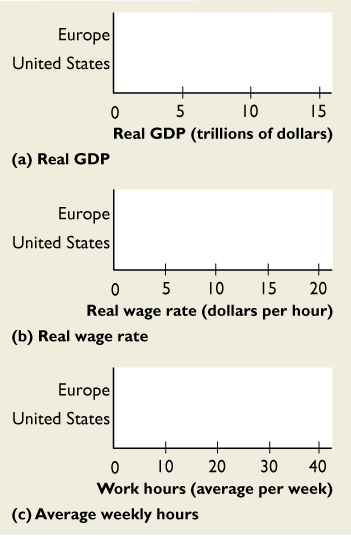 Europe
United States
0 5 10 15
Real GDP (trillions of dollars)
(a) Real GDP
Europe
United States
0 5 10 15 20
Real wage rate (dollars per hour)
(b) Real wage rate
Europe
United States
0 10 20 30 40
Work hours (average per week)
(c) Average weekly hours